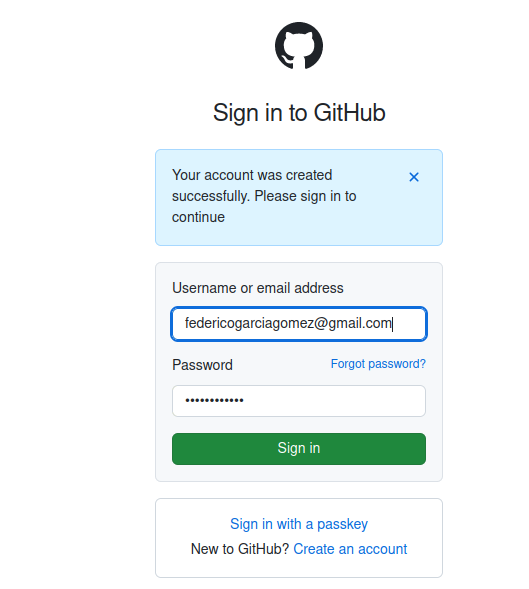 Sign in to GitHub
Your account was created
successfully. Please sign in to
continue
Username or email address
federicogarciagomez@gmail.com
Password Forgot password?
••••••••••••
Sign in
Sign in with a passkey
New to GitHub? Create an account